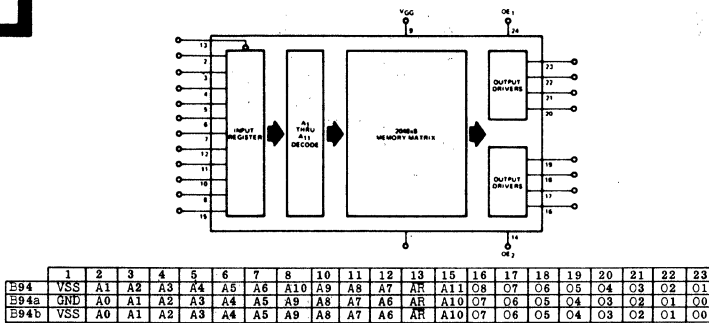 VGG OE1
9 24
13
2
3
4
5
6
7
12
11
10
8
15
INPUT
REGISTER
A1
THRU
A11
DECODE
2048x8
MEMORY MATRIX
OUTPUT
DRIVERS
23
22
21
20
OUTPUT
DRIVERS
19
18
17
16
14
OE2
1 2 3 4 5 6 7 8 10 11 12 13 15 16 17 18 19 20 21 22 23
B94 VSS A1 A2 A3 A4 A5 A6 A10 A9 A8 A7 AR A11 O8 O7 O6 O5 O4 O3 O2 O1
B94a GND A0 A1 A2 A3 A4 A5 A9 A8 A7 A6 AR A10 O7 O6 O5 O4 O3 O2 O1 O0
B94b VSS A0 A1 A2 A3 A4 A5 A9 A8 A7 A6 AR A10 O7 O6 O5 O4 O3 O2 O1 O0